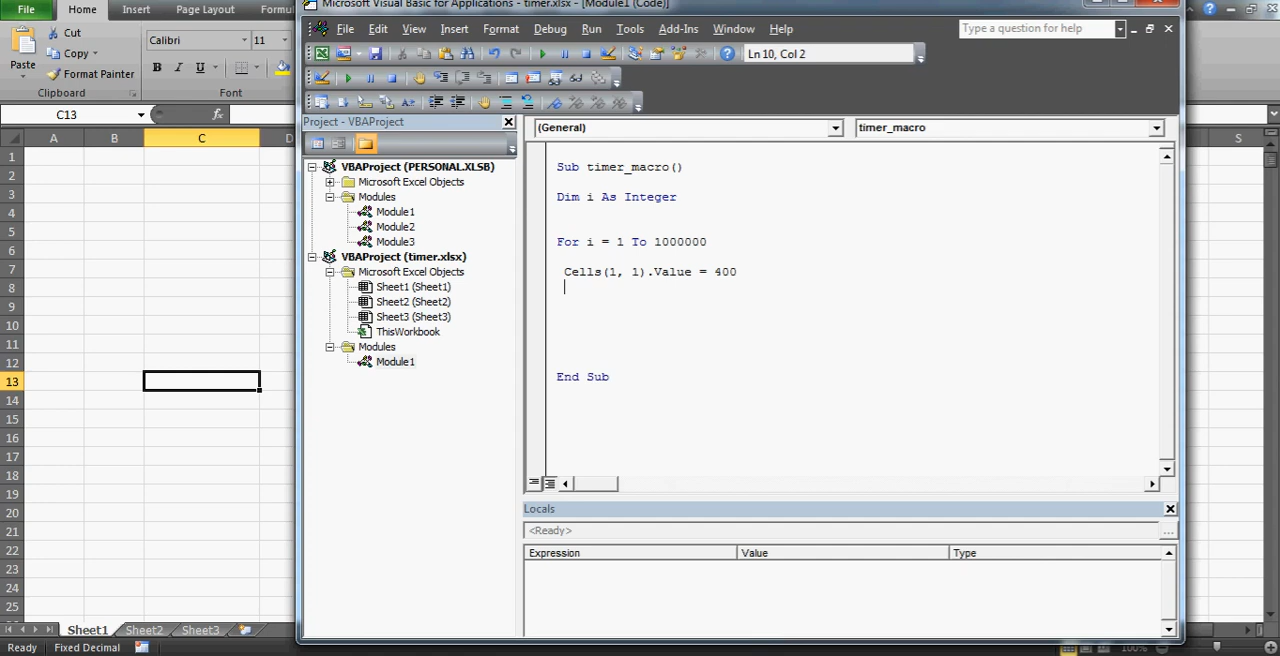 File Home Insert Page Layout Formu
Microsoft Visual Basic for Applications - timer.xlsx - [Module1 (Code)]
File Edit View Insert Format Debug Run Tools Add-Ins Window Help
Type a question for help
Cut
Copy
Format Painter
Paste
Clipboard
Calibri 11
B I U
Font
Ln 10, Col 2
C13
fx
Project - VBAProject
(General)
timer_macro
A B C D S
1
2
3
4
5
6
7
8
9
10
11
12
13
14
15
16
17
18
19
20
21
22
23
24
25
VBAProject (PERSONAL.XLSB)
Microsoft Excel Objects
Modules
Module1
Module2
Module3
VBAProject (timer.xlsx)
Microsoft Excel Objects
Sheet1 (Sheet1)
Sheet2 (Sheet2)
Sheet3 (Sheet3)
ThisWorkbook
Modules
Module1
Sub timer_macro()
Dim i As Integer
For i = 1 To 1000000
Cells(1, 1).Value = 400
End Sub
Locals
<Ready>
Expression Value Type
Sheet1 Sheet2 Sheet3
Ready Fixed Decimal
100%